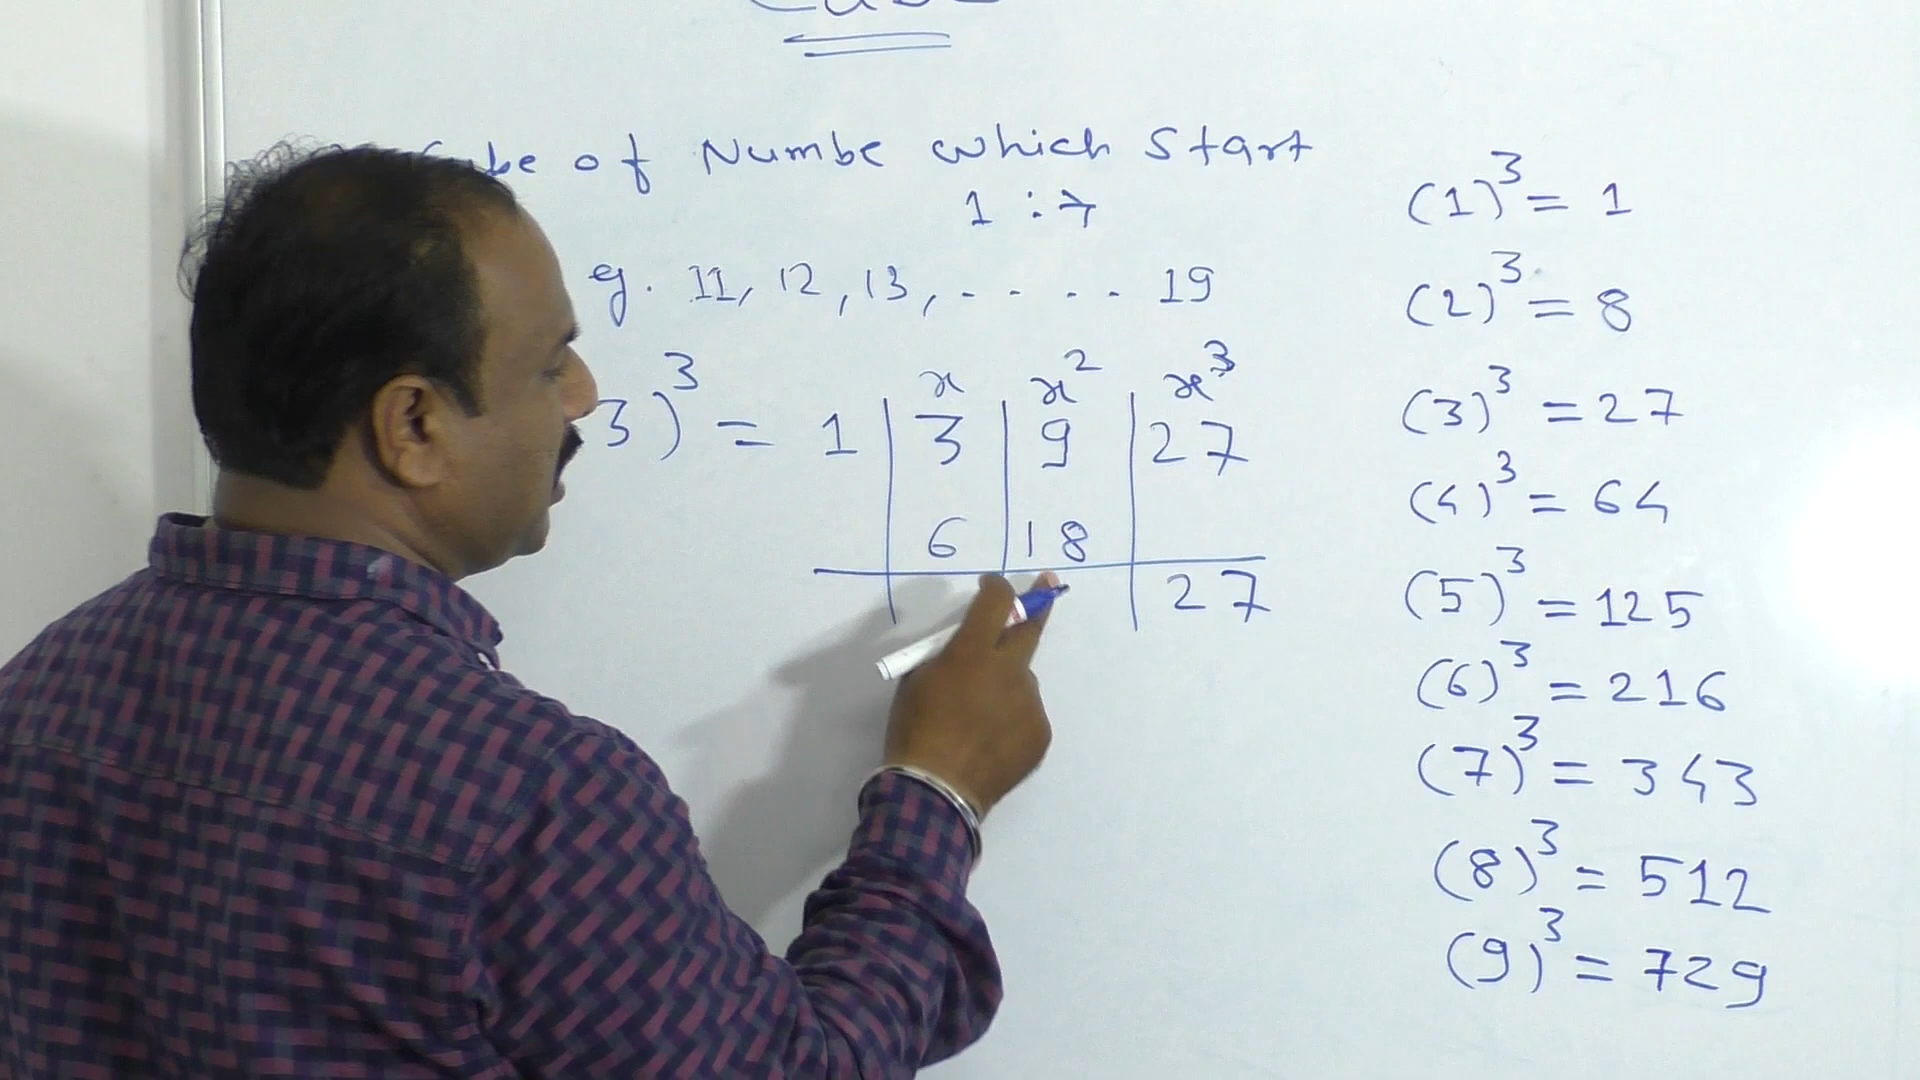 of Numbe which start
1 :→
eg. 11, 12, 13, - - - - 19
x x² x³
3)³ = 1 | 3 | 9 | 27
6 | 18
27
(1)³ = 1
(2)³ = 8
(3)³ = 27
(4)³ = 64
(5)³ = 125
(6)³ = 216
(7)³ = 343
(8)³ = 512
(9)³ = 729